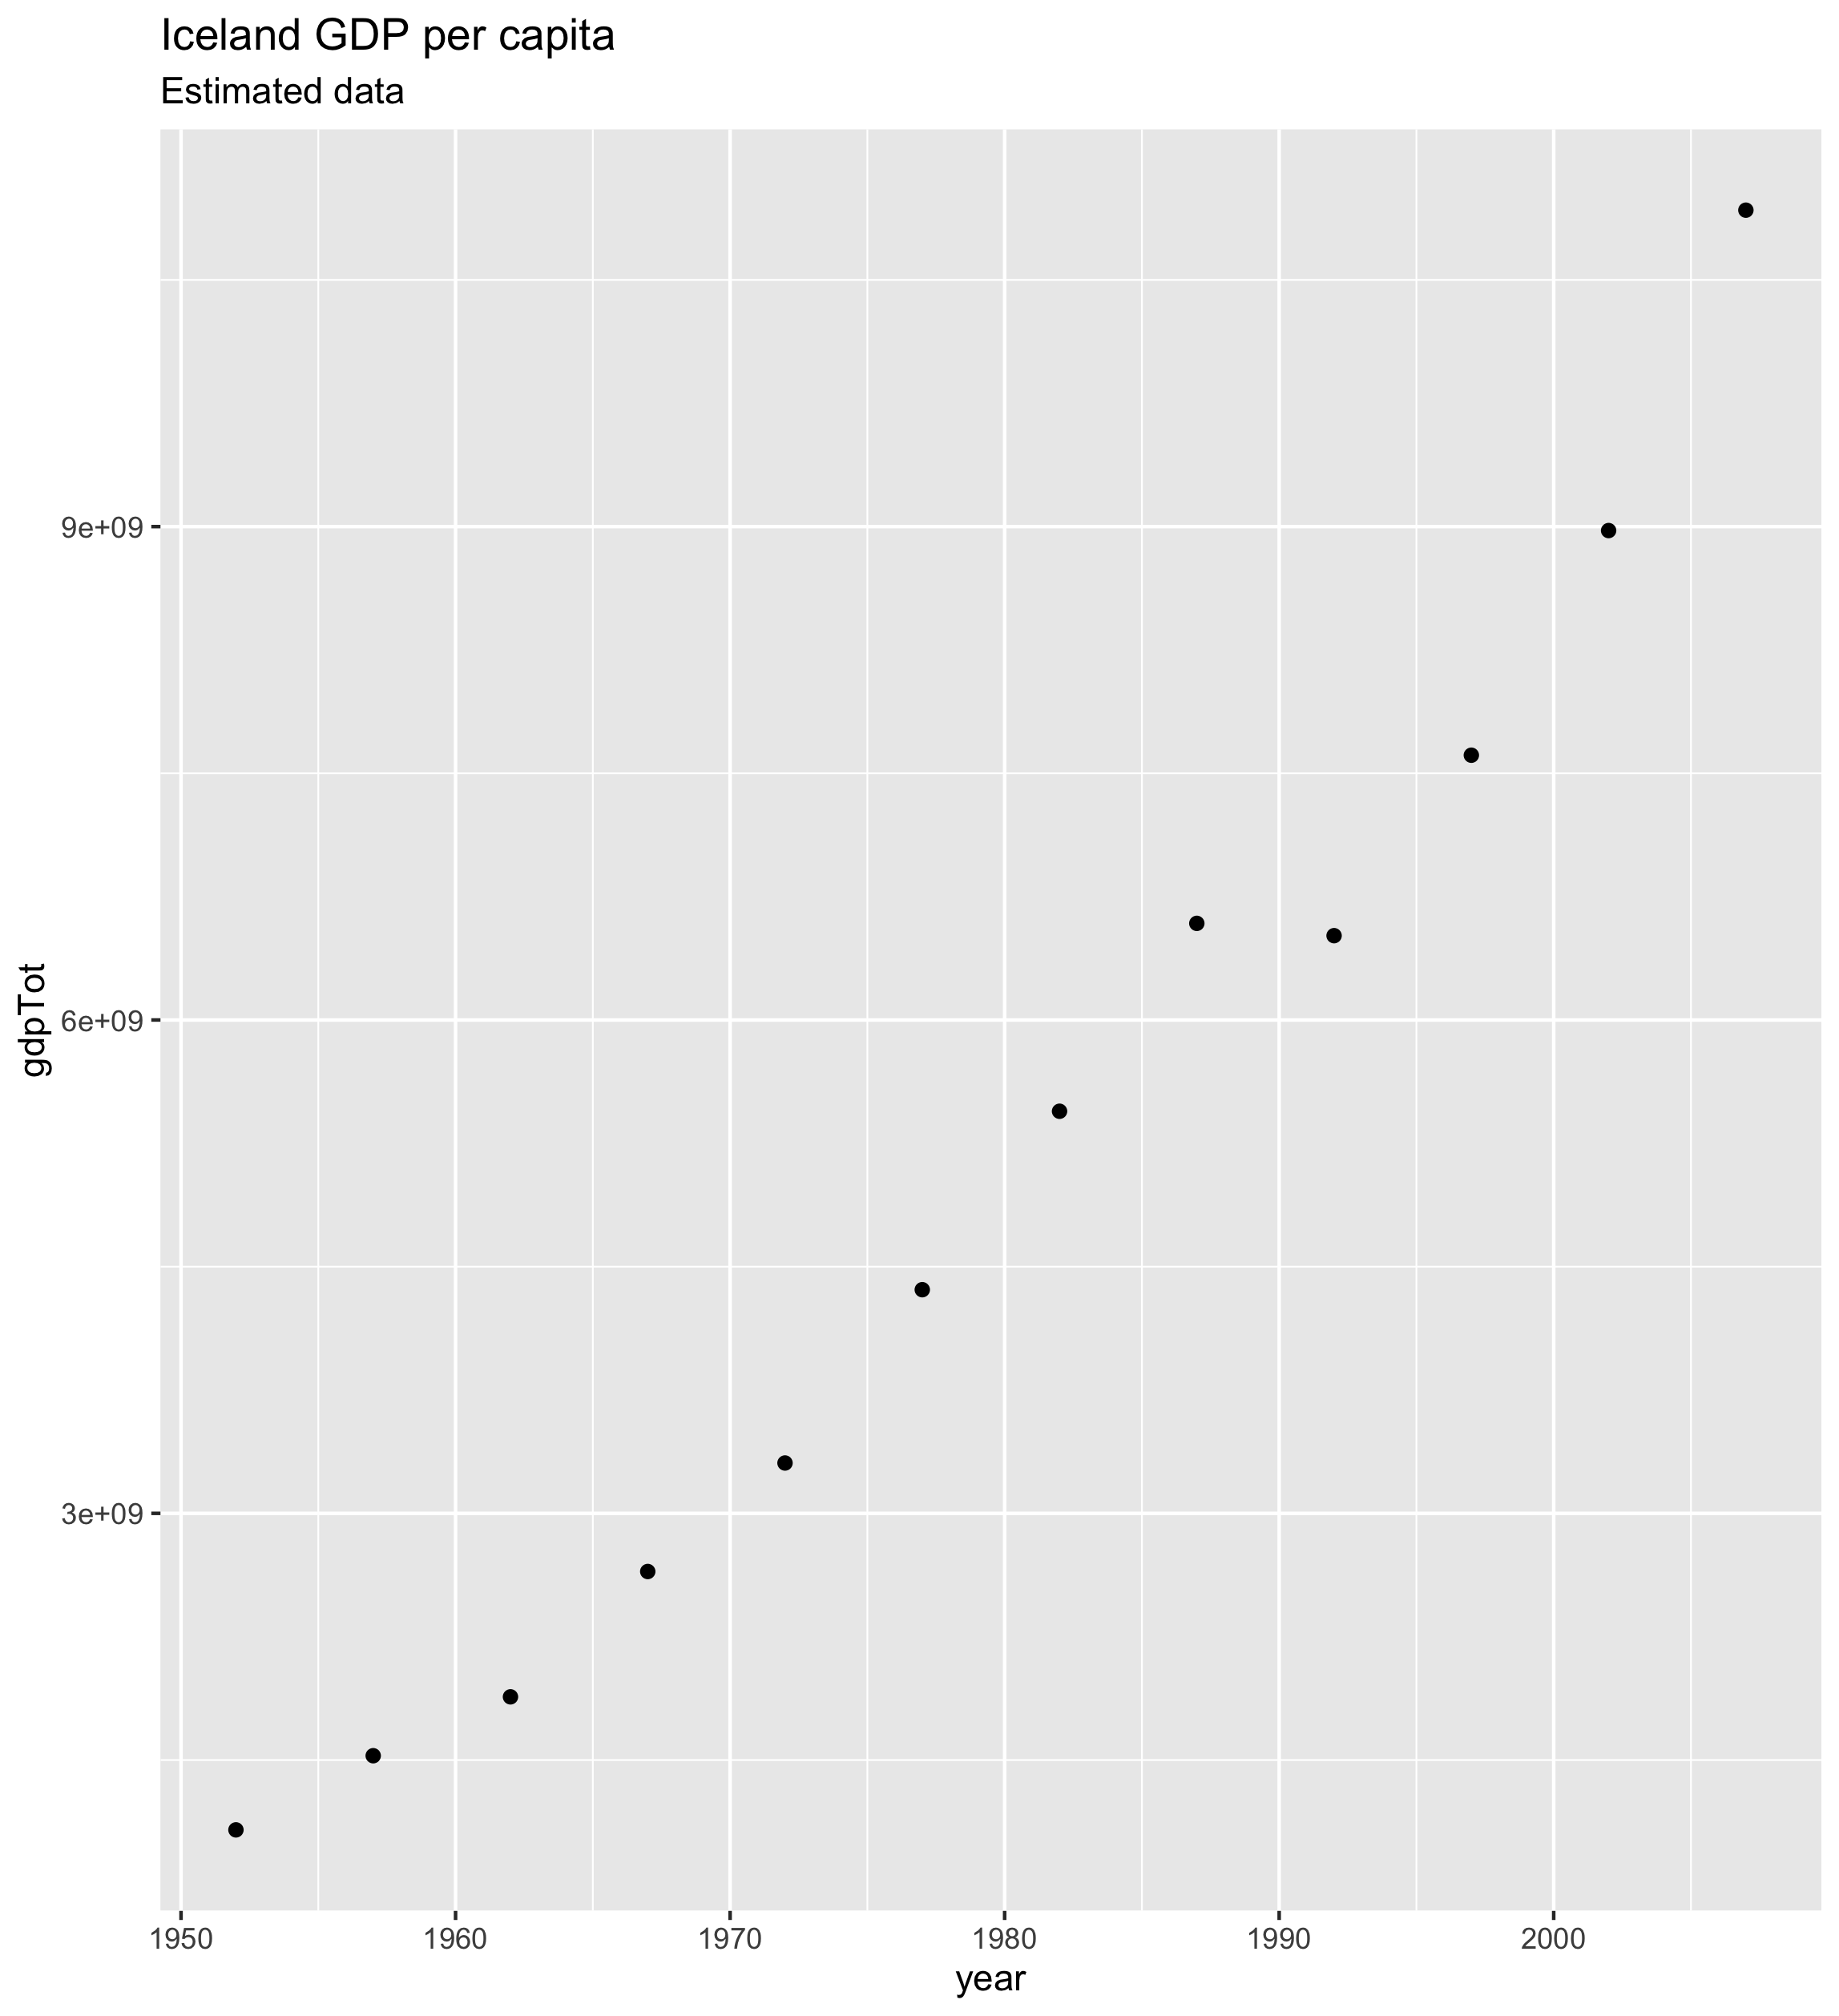 Iceland GDP per capita
Estimated data
gdpTot
9e+09
6e+09
3e+09
1950 1960 1970 1980 1990 2000
year